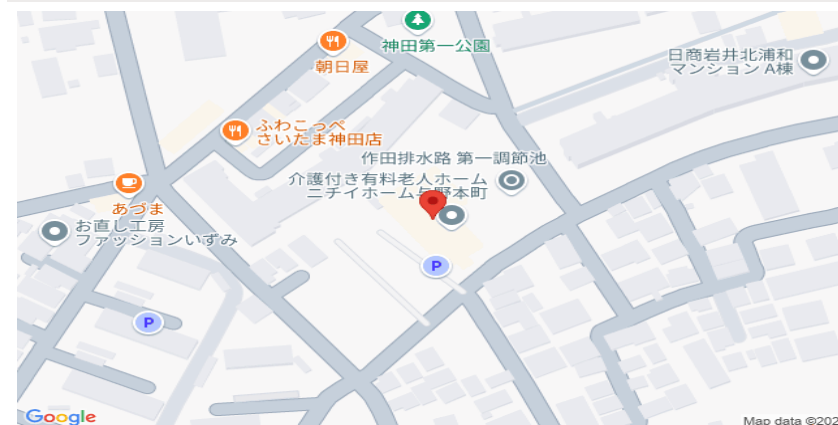 神田第一公園
朝日屋
日商岩井北浦和
マンション A棟
ふわこっぺ
さいたま神田店
作田排水路 第一調節池
介護付き有料老人ホーム
ニチイホーム与野本町
あづま
お直し工房
ファッションいずみ
P
P
Google
Map data ©202